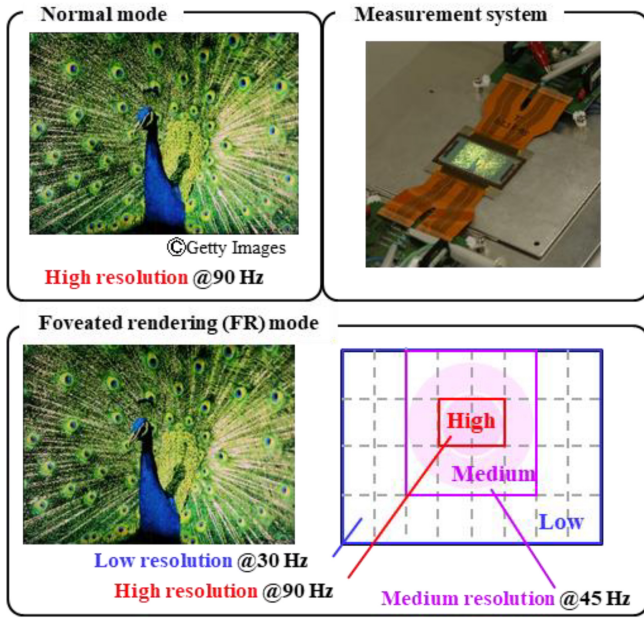 Normal mode
©Getty Images
High resolution @90 Hz
Measurement system
Foveated rendering (FR) mode
High
Medium
Low
Low resolution @30 Hz
High resolution @90 Hz
Medium resolution @45 Hz